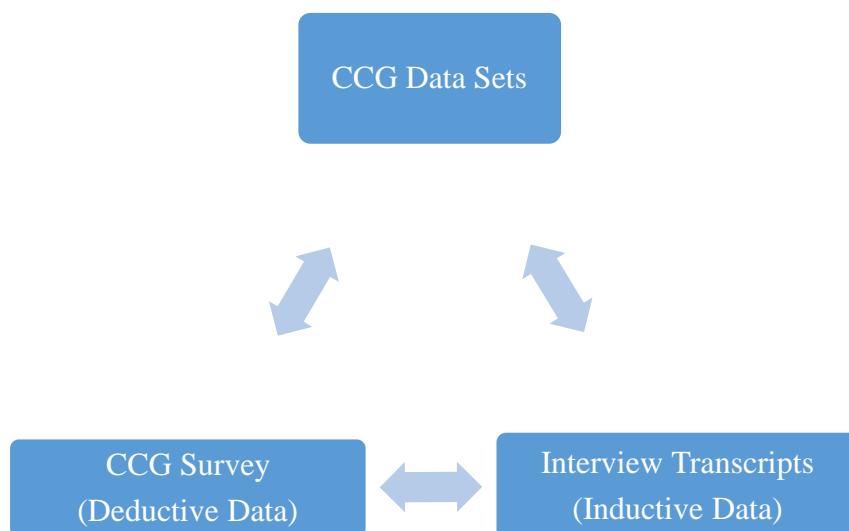 CCG Data Sets
CCG Survey
(Deductive Data)
Interview Transcripts
(Inductive Data)